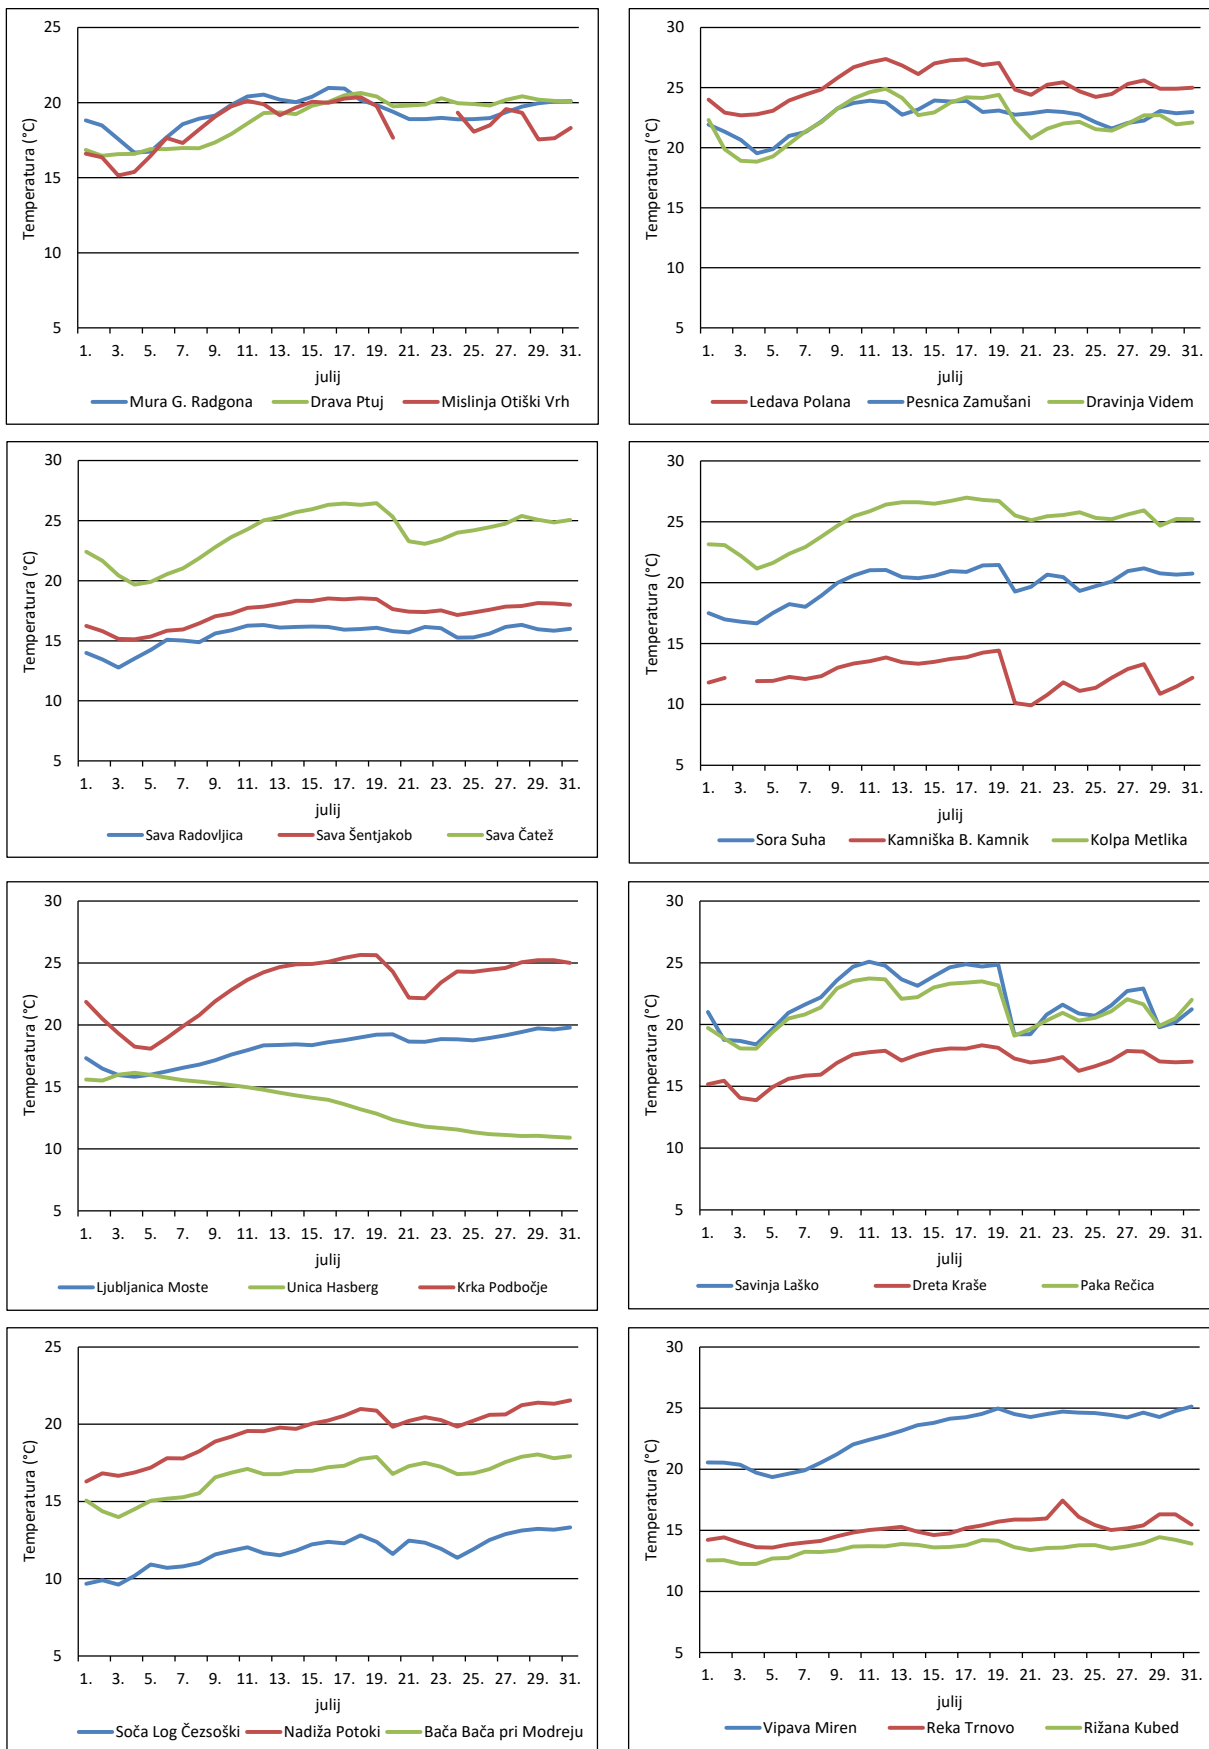 25
20
15
10
5
Temperatura (°C)
1. 3. 5. 7. 9. 11. 13. 15. 17. 19. 21. 23. 25. 27. 29. 31.
julij
Mura G. Radgona Drava Ptuj Mislinja Otiški Vrh
30
25
20
15
10
5
Temperatura (°C)
1. 3. 5. 7. 9. 11. 13. 15. 17. 19. 21. 23. 25. 27. 29. 31.
julij
Ledava Polana Pesnica Zamušani Dravinja Videm
30
25
20
15
10
5
Temperatura (°C)
1. 3. 5. 7. 9. 11. 13. 15. 17. 19. 21. 23. 25. 27. 29. 31.
julij
Sava Radovljica Sava Šentjakob Sava Čatež
30
25
20
15
10
5
Temperatura (°C)
1. 3. 5. 7. 9. 11. 13. 15. 17. 19. 21. 23. 25. 27. 29. 31.
julij
Sora Suha Kamniška B. Kamnik Kolpa Metlika
30
25
20
15
10
5
Temperatura (°C)
1. 3. 5. 7. 9. 11. 13. 15. 17. 19. 21. 23. 25. 27. 29. 31.
julij
Ljubljanica Moste Unica Hasberg Krka Podbočje
30
25
20
15
10
5
Temperatura (°C)
1. 3. 5. 7. 9. 11. 13. 15. 17. 19. 21. 23. 25. 27. 29. 31.
julij
Savinja Laško Dreta Kraše Paka Rečica
25
20
15
10
5
Temperatura (°C)
1. 3. 5. 7. 9. 11. 13. 15. 17. 19. 21. 23. 25. 27. 29. 31.
julij
Soča Log Čezsoški Nadiža Potoki Bača Bača pri Modreju
30
25
20
15
10
5
Temperatura (°C)
1. 3. 5. 7. 9. 11. 13. 15. 17. 19. 21. 23. 25. 27. 29. 31.
julij
Vipava Miren Reka Trnovo Rižana Kubed